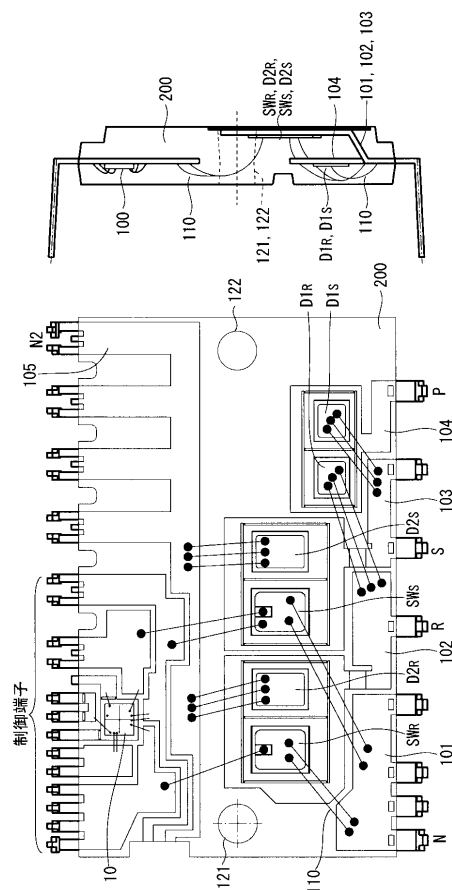 200
100
110
121, 122
SWR, D2R,
SWS, D2S
D1R, D1S
110
104
101, 102, 103
制御端子
N2
105
10
122
121
D1R
D1S
200
D2S
SWS
D2R
SWR
110
N
101
102
R
S
103
104
P